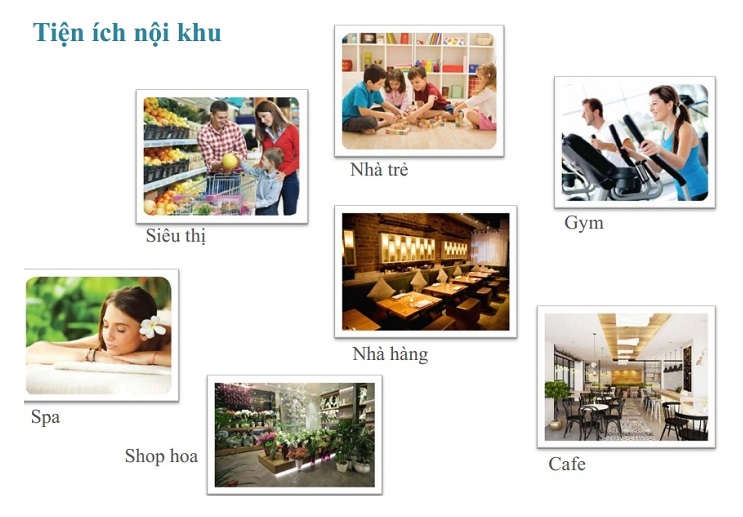 Tiện ích nội khu
Nhà trẻ
Siêu thị
Gym
Nhà hàng
Spa
Shop hoa
Cafe